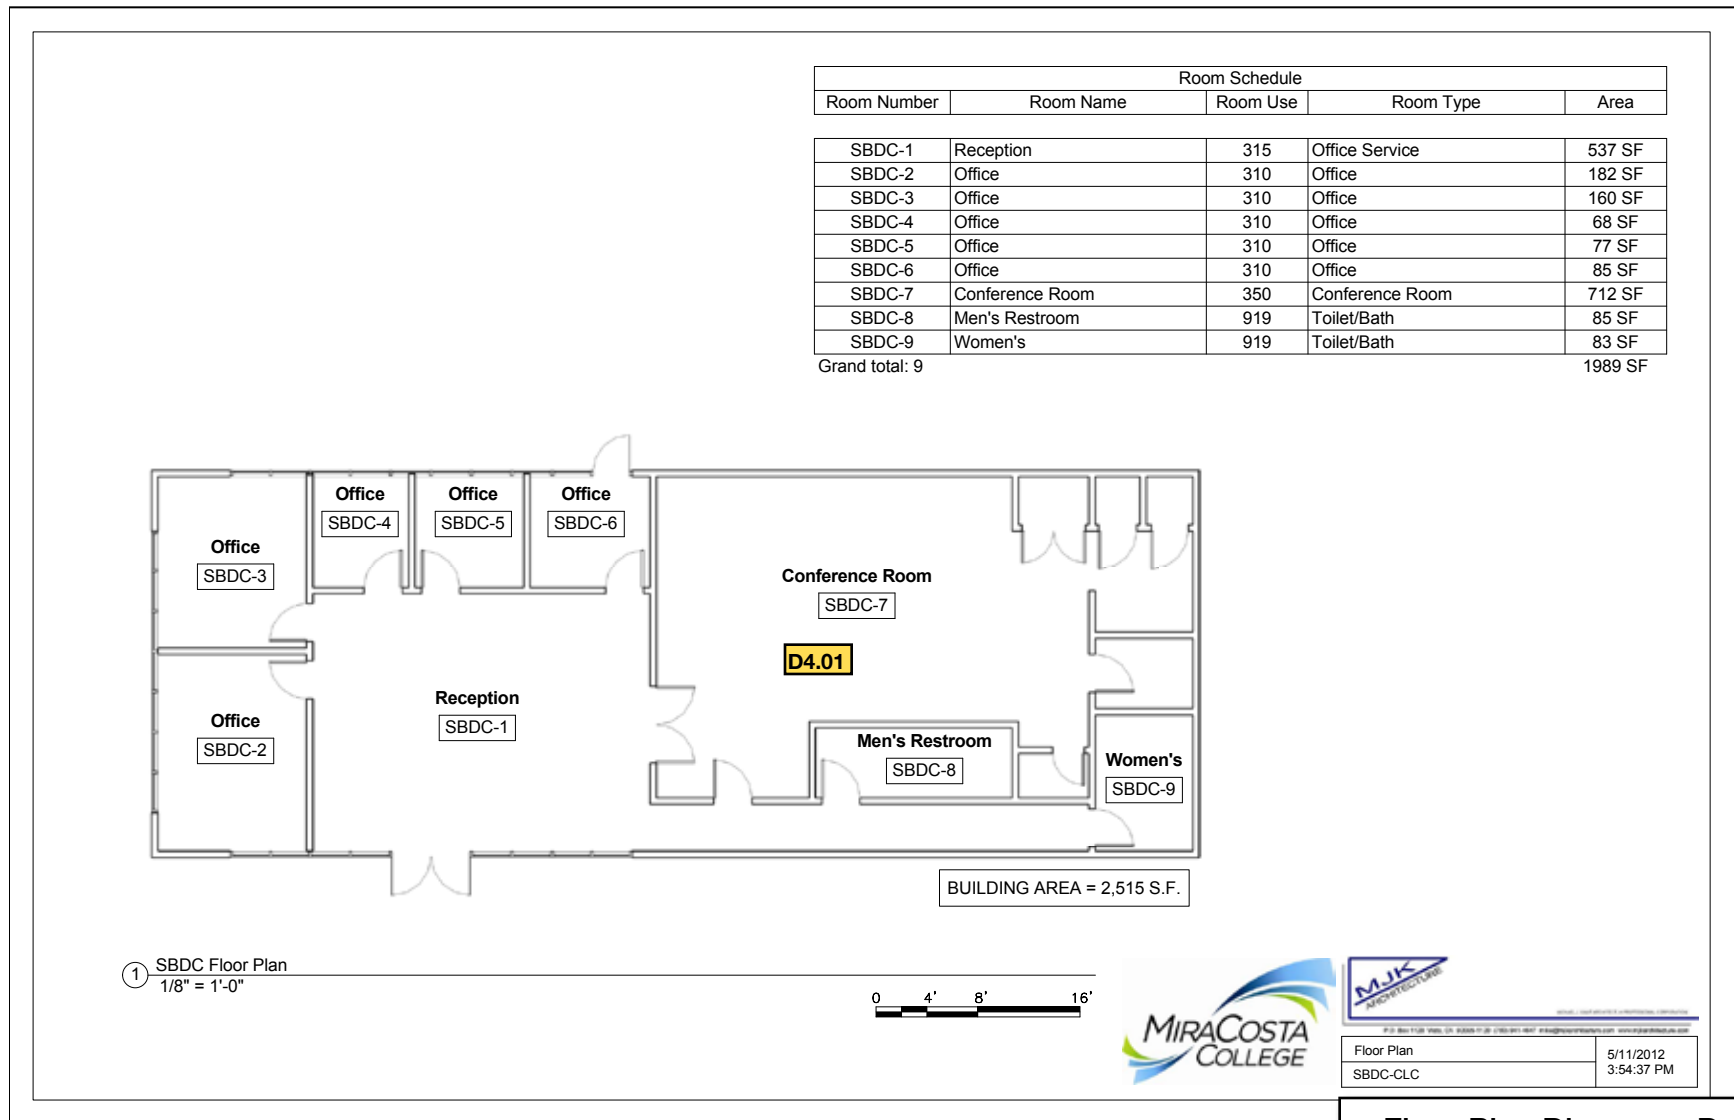 Room Schedule
Room Number Room Name Room Use Room Type Area
SBDC-1 Reception 315 Office Service 537 SF
SBDC-2 Office 310 Office 182 SF
SBDC-3 Office 310 Office 160 SF
SBDC-4 Office 310 Office 68 SF
SBDC-5 Office 310 Office 77 SF
SBDC-6 Office 310 Office 85 SF
SBDC-7 Conference Room 350 Conference Room 712 SF
SBDC-8 Men's Restroom 919 Toilet/Bath 85 SF
SBDC-9 Women's 919 Toilet/Bath 83 SF
Grand total: 9 1989 SF
Office
SBDC-4
Office
SBDC-5
Office
SBDC-6
Office
SBDC-3
Conference Room
SBDC-7
D4.01
Reception
SBDC-1
Office
SBDC-2
Men's Restroom
SBDC-8
Women's
SBDC-9
BUILDING AREA = 2,515 S.F.
1 SBDC Floor Plan
1/8" = 1'-0"
0 4' 8' 16'
MIRACOSTA
COLLEGE
MJK
ARCHITECTURE
Floor Plan
SBDC-CLC
5/11/2012
3:54:37 PM